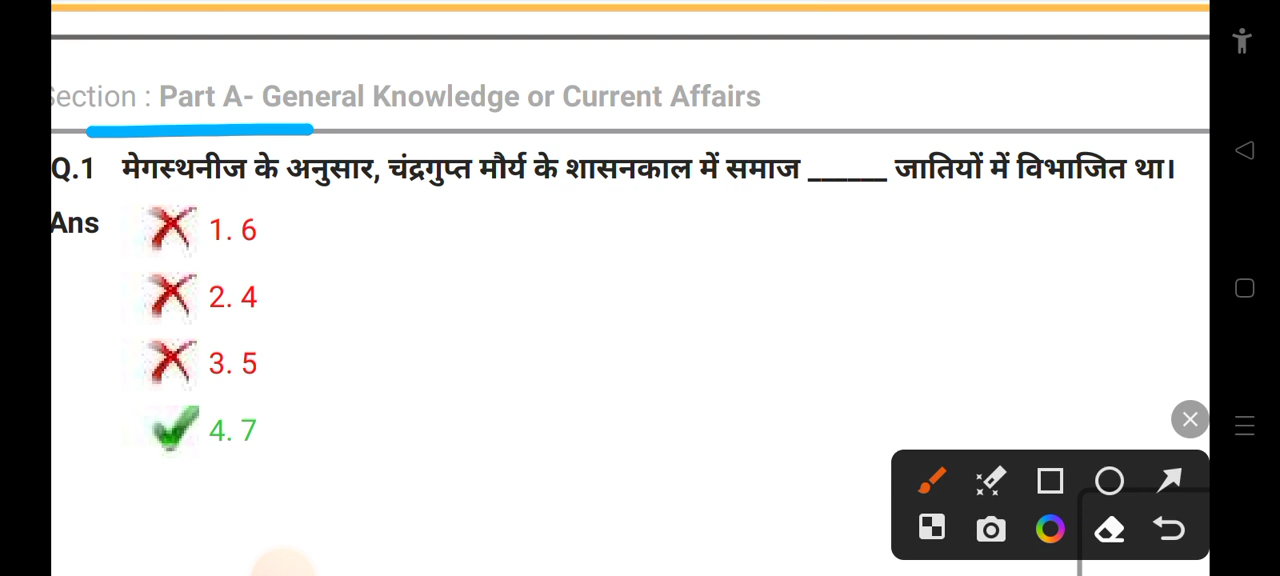 Section : Part A- General Knowledge or Current Affairs
Q.1 मेगस्थनीज के अनुसार, चंद्रगुप्त मौर्य के शासनकाल में समाज ______ जातियों में विभाजित था।
Ans 1. 6
2. 4
3. 5
4. 7